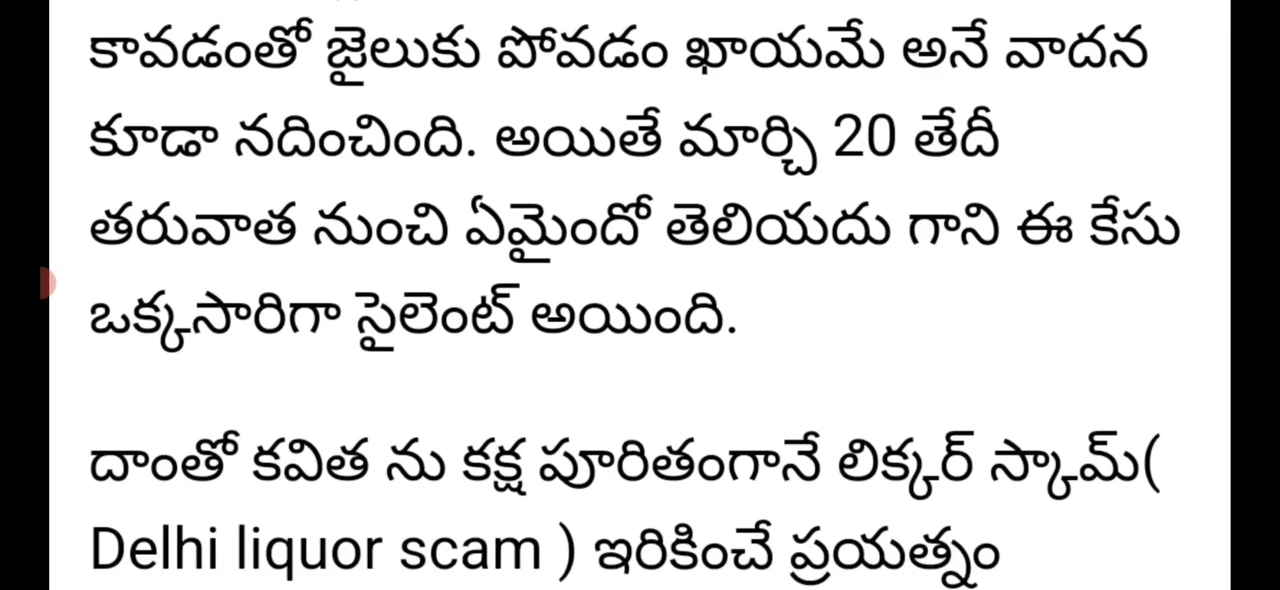 కావడంతో జైలుకు పోవడం ఖాయమే అనే వాదన
కూడా నదించింది. అయితే మార్చి 20 తేదీ
తరువాత నుంచి ఏమైందో తెలియదు గాని ఈ కేసు
ఒక్కసారిగా సైలెంట్ అయింది.
దాంతో కవిత ను కక్ష పూరితంగానే లిక్కర్ స్కామ్(
Delhi liquor scam ) ఇరికించే ప్రయత్నం